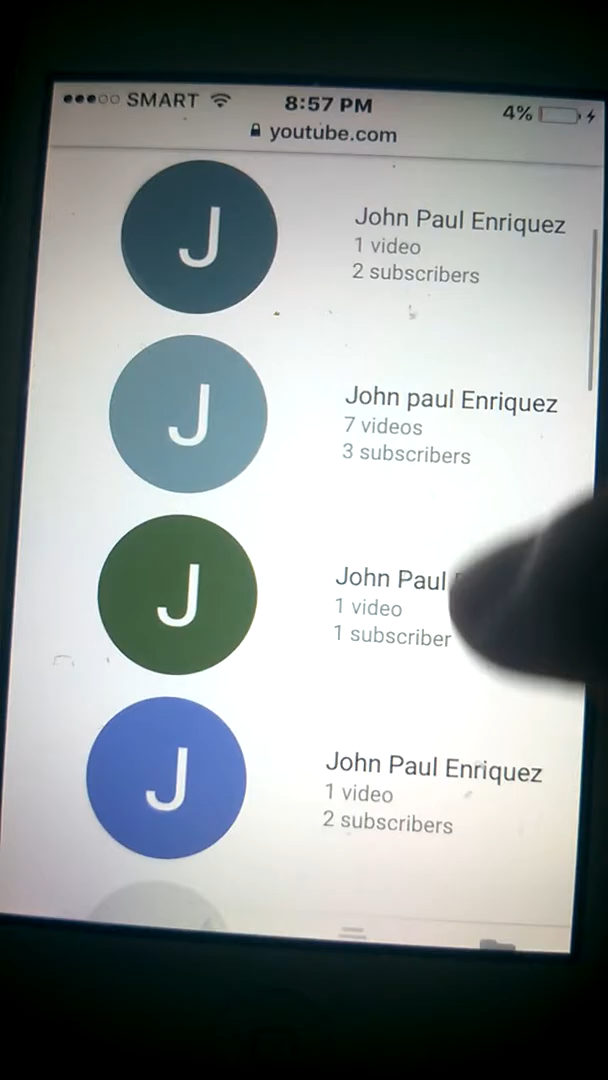 SMART 8:57 PM 4%
youtube.com
J
John Paul Enriquez
1 video
2 subscribers
J
John paul Enriquez
7 videos
3 subscribers
J
John Paul
1 video
1 subscriber
J
John Paul Enriquez
1 video
2 subscribers